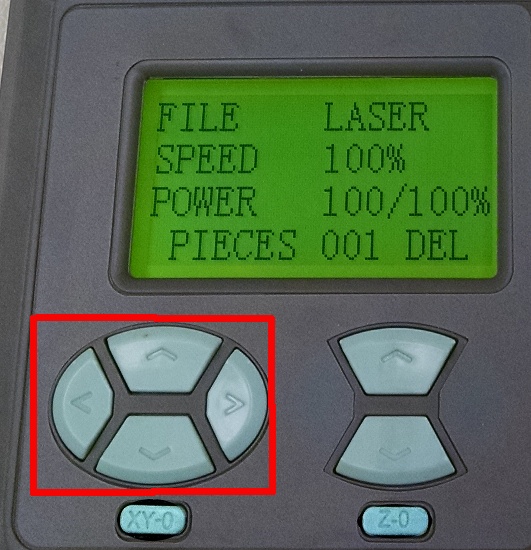 FILE LASER
SPEED 100%
POWER 100/100%
PIECES 001 DEL
XY-0 Z-0